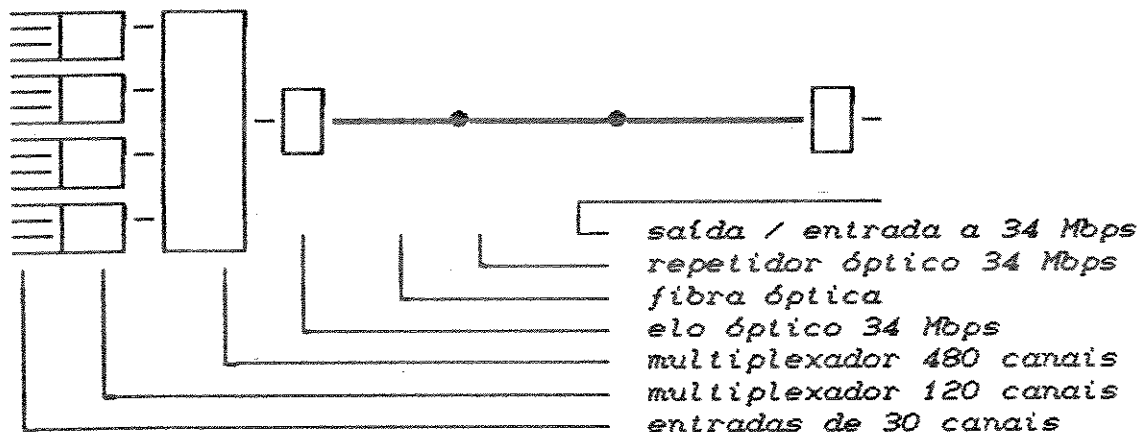 saída / entrada a 34 Mbps
repetidor óptico 34 Mbps
fibra óptica
elo óptico 34 Mbps
multiplexador 480 canais
multiplexador 120 canais
entradas de 30 canais